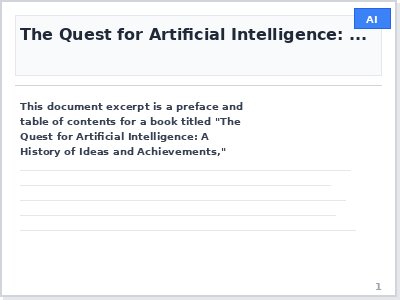 AI
The Quest for Artificial Intelligence: ...
This document excerpt is a preface and
table of contents for a book titled "The
Quest for Artificial Intelligence: A
History of Ideas and Achievements,"
1